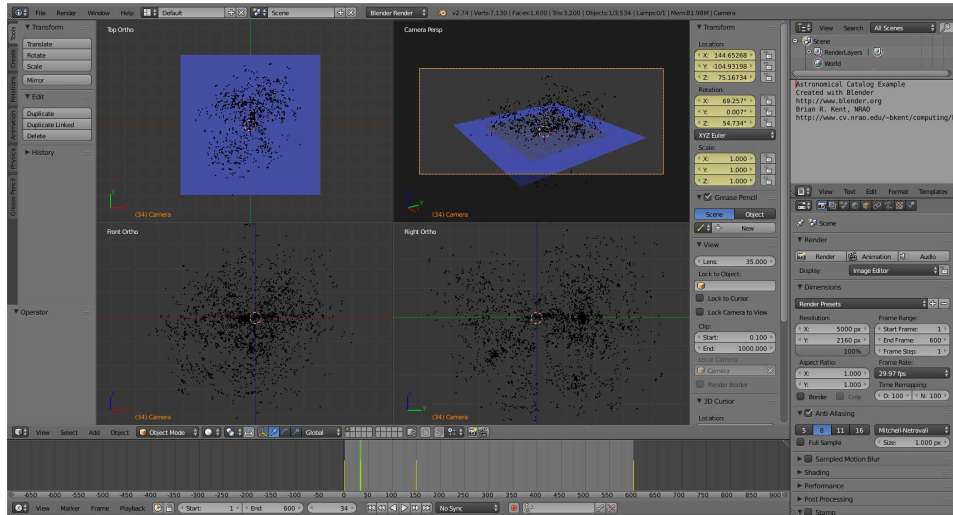 File Render Window Help Default Scene Blender Render v2.74 | Verts:7,130 | Faces:1,600 | Tris:3,200 | Objects:1/3,534 | Lamps:0/1 | Mem:81.98M | Camera
Tools
Create
Relations
Animation
Physics
Grease Pencil
Transform
Translate
Rotate
Scale
Mirror
Edit
Duplicate
Duplicate Linked
Delete
History
Operator
Top Ortho
(34) Camera
Camera Persp
(34) Camera
Front Ortho
(34) Camera
Right Ortho
(34) Camera
Transform
Location:
X: 144.65268
Y: -104.93198
Z: 75.16734
Rotation:
X: 69.257°
Y: 0.007°
Z: 54.734°
XYZ Euler
Scale:
X: 1.000
Y: 1.000
Z: 1.000
Grease Pencil
Scene Object
New
View
Lens: 35.000
Lock to Object:
Lock to Cursor
Lock Camera to View
Clip:
Start: 0.100
End: 1000.000
Local Camera:
Camera
Render Border
3D Cursor
Location:
View Select Add Object Object Mode Global
-650 -600 -550 -500 -450 -400 -350 -300 -250 -200 -150 -100 -50 0 50 100 150 200 250 300 350 400 450 500 550 600 650 700 750 800 850 900
View Marker Frame Playback Start: 1 End: 600 34 No Sync
View Search All Scenes
Scene
RenderLayers
World
Astronomical Catalog Example
Created with Blender
http://www.blender.org
Brian R. Kent, NRAO
http://www.cv.nrao.edu/~bkent/computing/
View Text Edit Format Templates
Scene
Render
Render Animation Audio
Display: Image Editor
Dimensions
Render Presets
Resolution: Frame Range:
X: 5000 px Start Frame: 1
Y: 2160 px End Frame: 600
100% Frame Step: 1
Aspect Ratio: Frame Rate:
X: 1.000 29.97 fps
Y: 1.000 Time Remapping:
Border Crop O: 100 N: 100
Anti-Aliasing
5 8 11 16 Mitchell-Netravali
Full Sample Size: 1.000 px
Sampled Motion Blur
Shading
Performance
Post Processing
Stamp